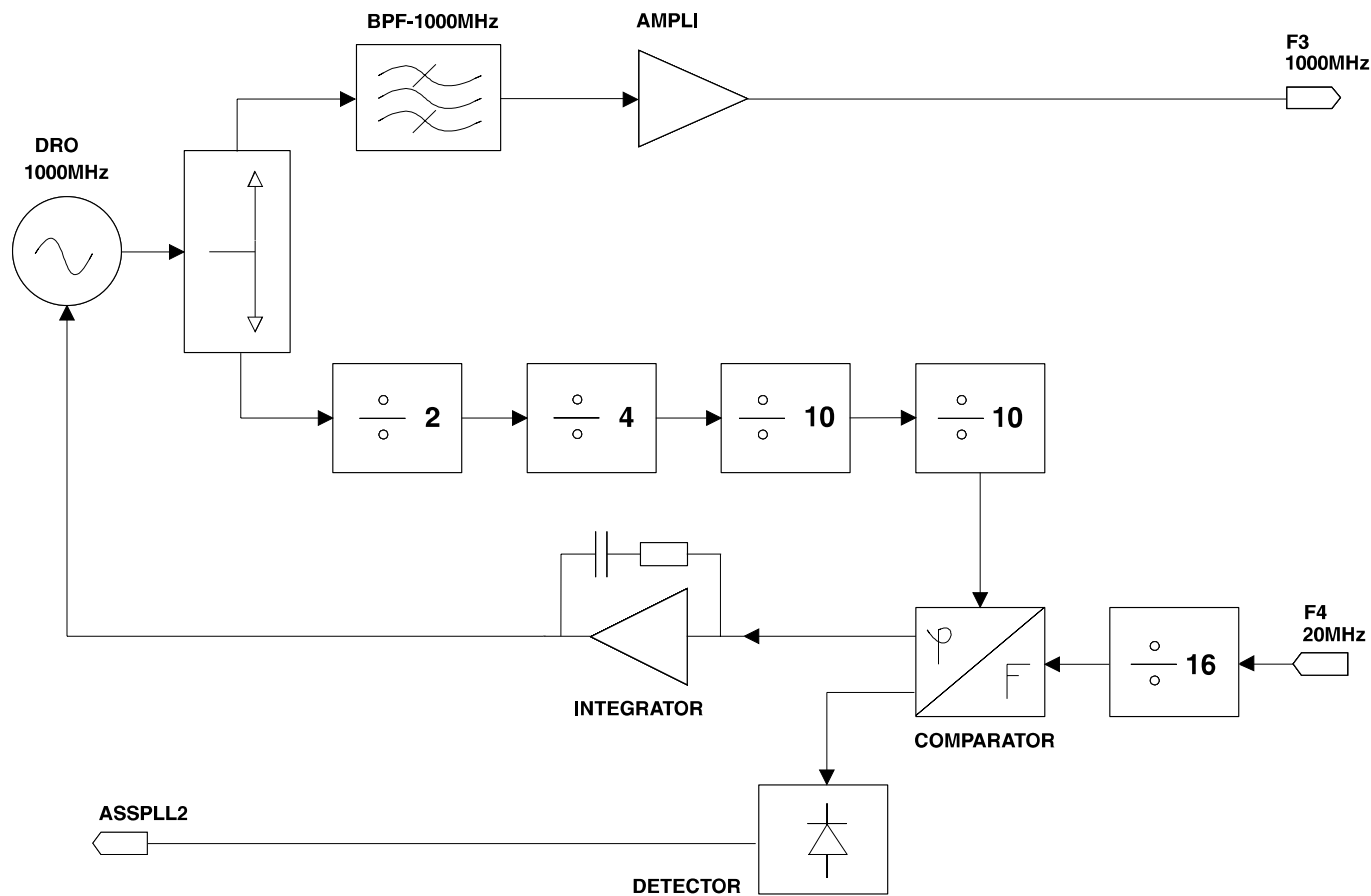 BPF-1000MHz
AMPLI
F3
1000MHz
DRO
1000MHz
÷ 2
÷ 4
÷ 10
÷ 10
φ
F
÷ 16
F4
20MHz
INTEGRATOR
COMPARATOR
ASSPLL2
DETECTOR